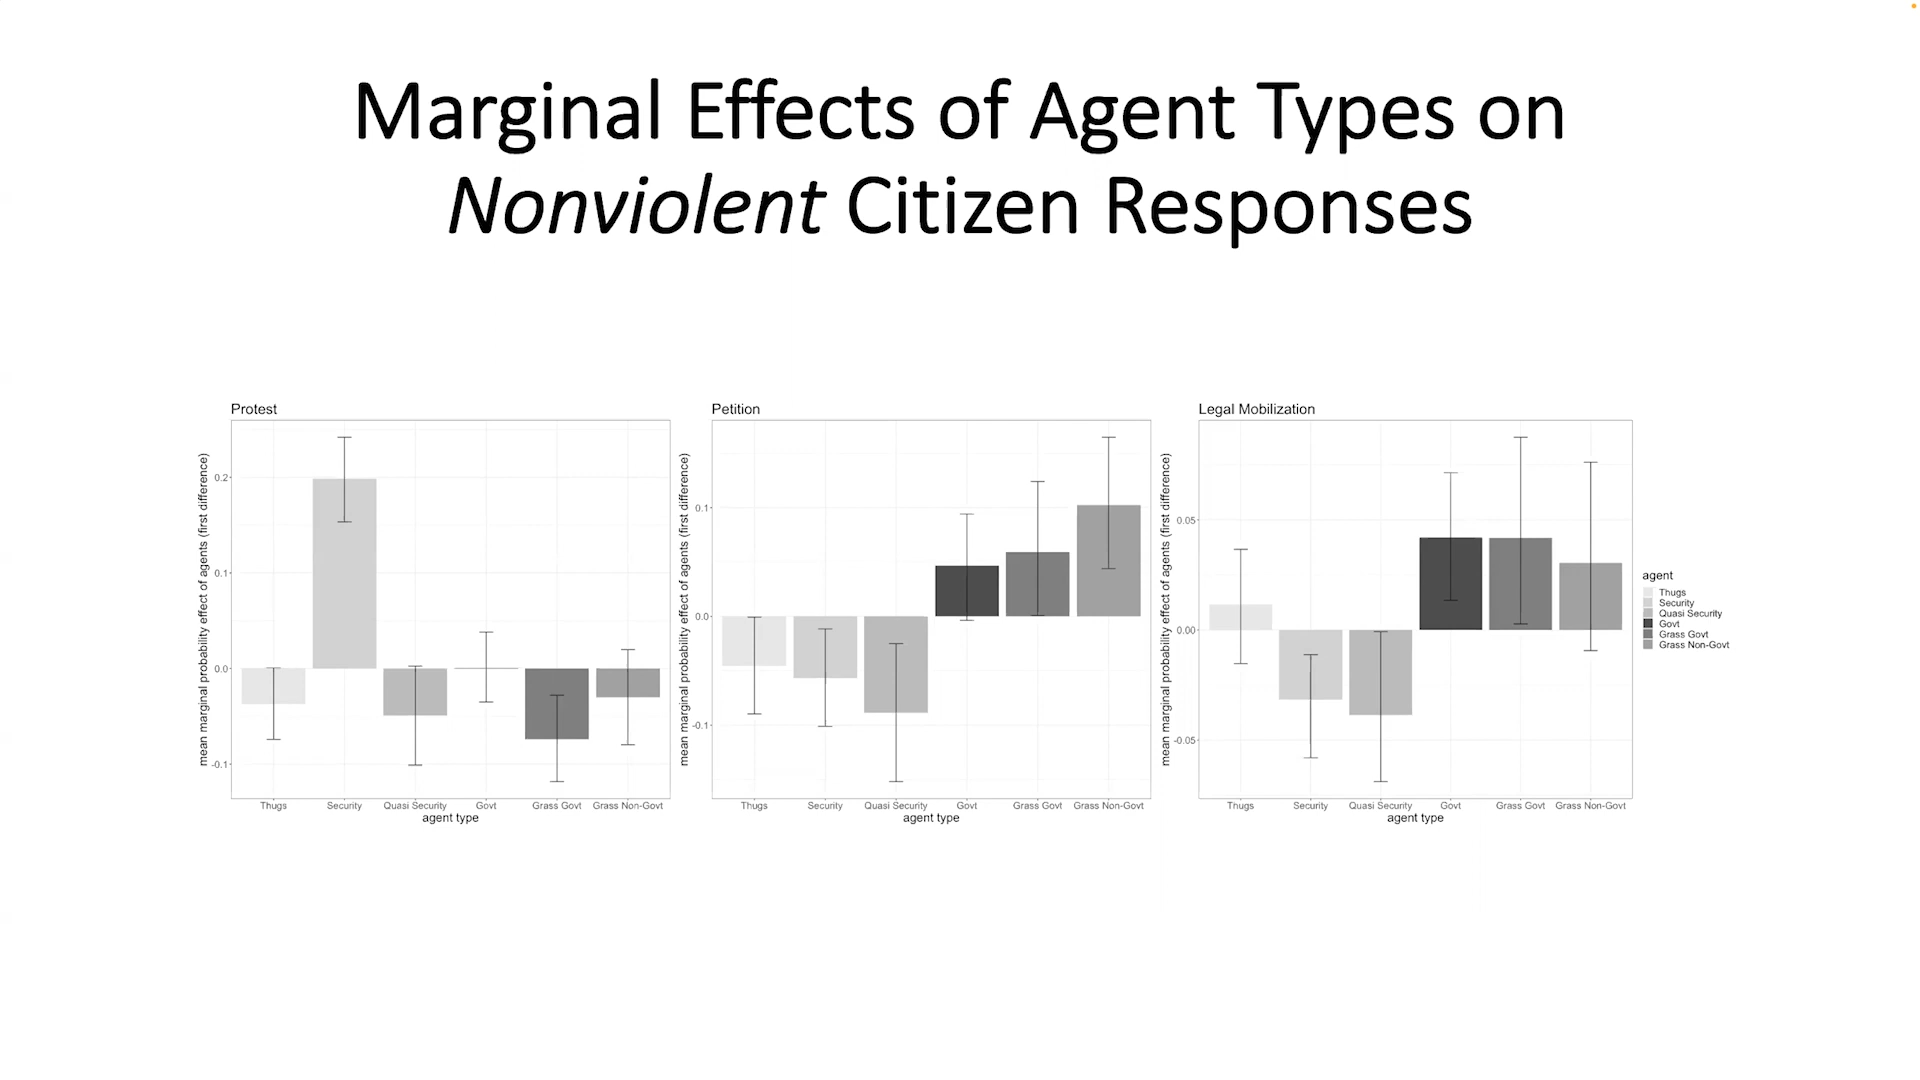 Marginal Effects of Agent Types on
Nonviolent Citizen Responses
Protest
mean marginal probability effect of agents (first difference)
0.2
0.1
0.0
-0.1
Thugs Security Quasi Security Govt Grass Govt Grass Non-Govt
agent type
Petition
mean marginal probability effect of agents (first difference)
0.1
0.0
-0.1
Thugs Security Quasi Security Govt Grass Govt Grass Non-Govt
agent type
Legal Mobilization
mean marginal probability effect of agents (first difference)
0.05
0.00
-0.05
Thugs Security Quasi Security Govt Grass Govt Grass Non-Govt
agent type
agent
Thugs
Security
Quasi Security
Govt
Grass Govt
Grass Non-Govt